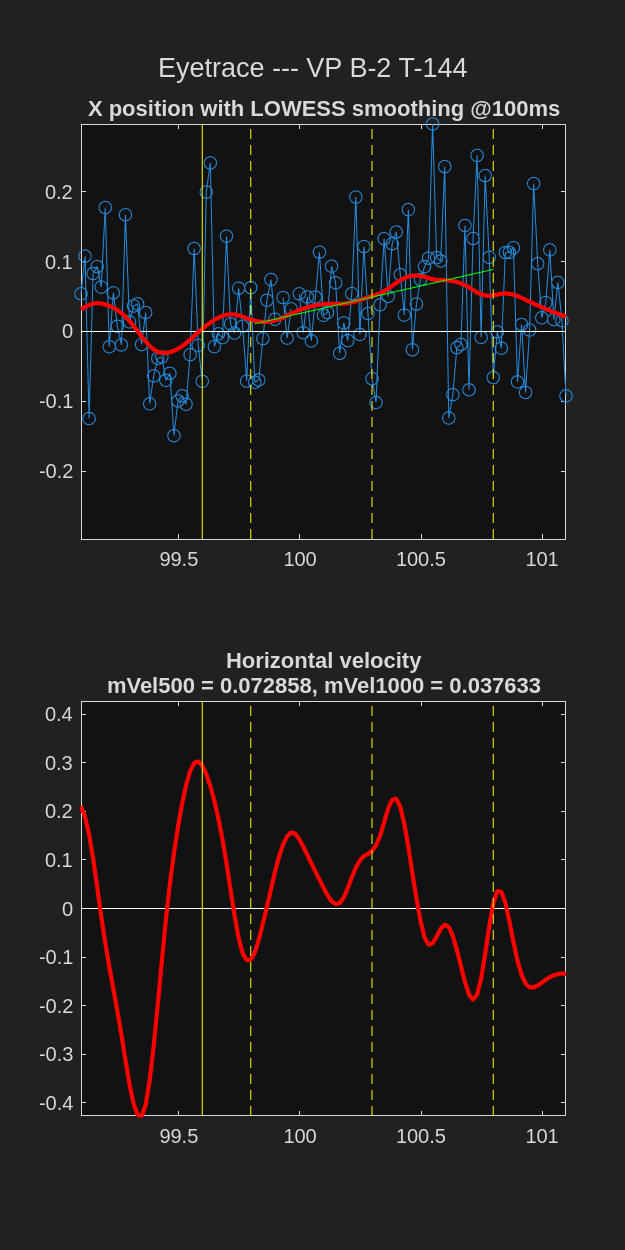 Eyetrace --- VP B-2 T-144
X position with LOWESS smoothing @100ms
0.2
0.1
0
-0.1
-0.2
99.5 100 100.5 101
Horizontal velocity
mVel500 = 0.072858, mVel1000 = 0.037633
0.4
0.3
0.2
0.1
0
-0.1
-0.2
-0.3
-0.4
99.5 100 100.5 101